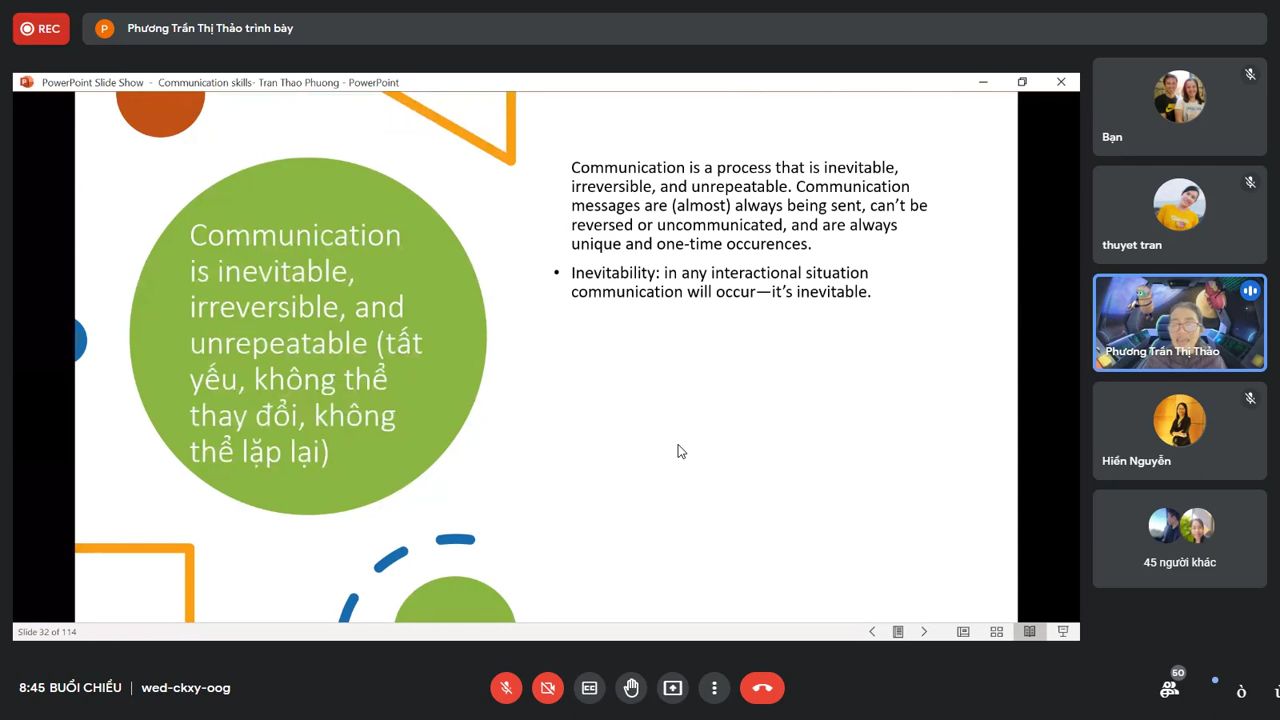 REC
P
Phương Trần Thị Thảo trình bày
PowerPoint Slide Show - Communication skills- Tran Thao Phuong - PowerPoint
Communication
is inevitable,
irreversible, and
unrepeatable (tất
yếu, không thể
thay đổi, không
thể lặp lại)
Communication is a process that is inevitable,
irreversible, and unrepeatable. Communication
messages are (almost) always being sent, can’t be
reversed or uncommunicated, and are always
unique and one-time occurences.
• Inevitability: in any interactional situation
communication will occur—it’s inevitable.
Slide 32 of 114
Bạn
thuyet tran
Phương Trần Thị Thảo
Hiền Nguyễn
45 người khác
8:45 BUỔI CHIỀU
wed-ckxy-oog
CC
50